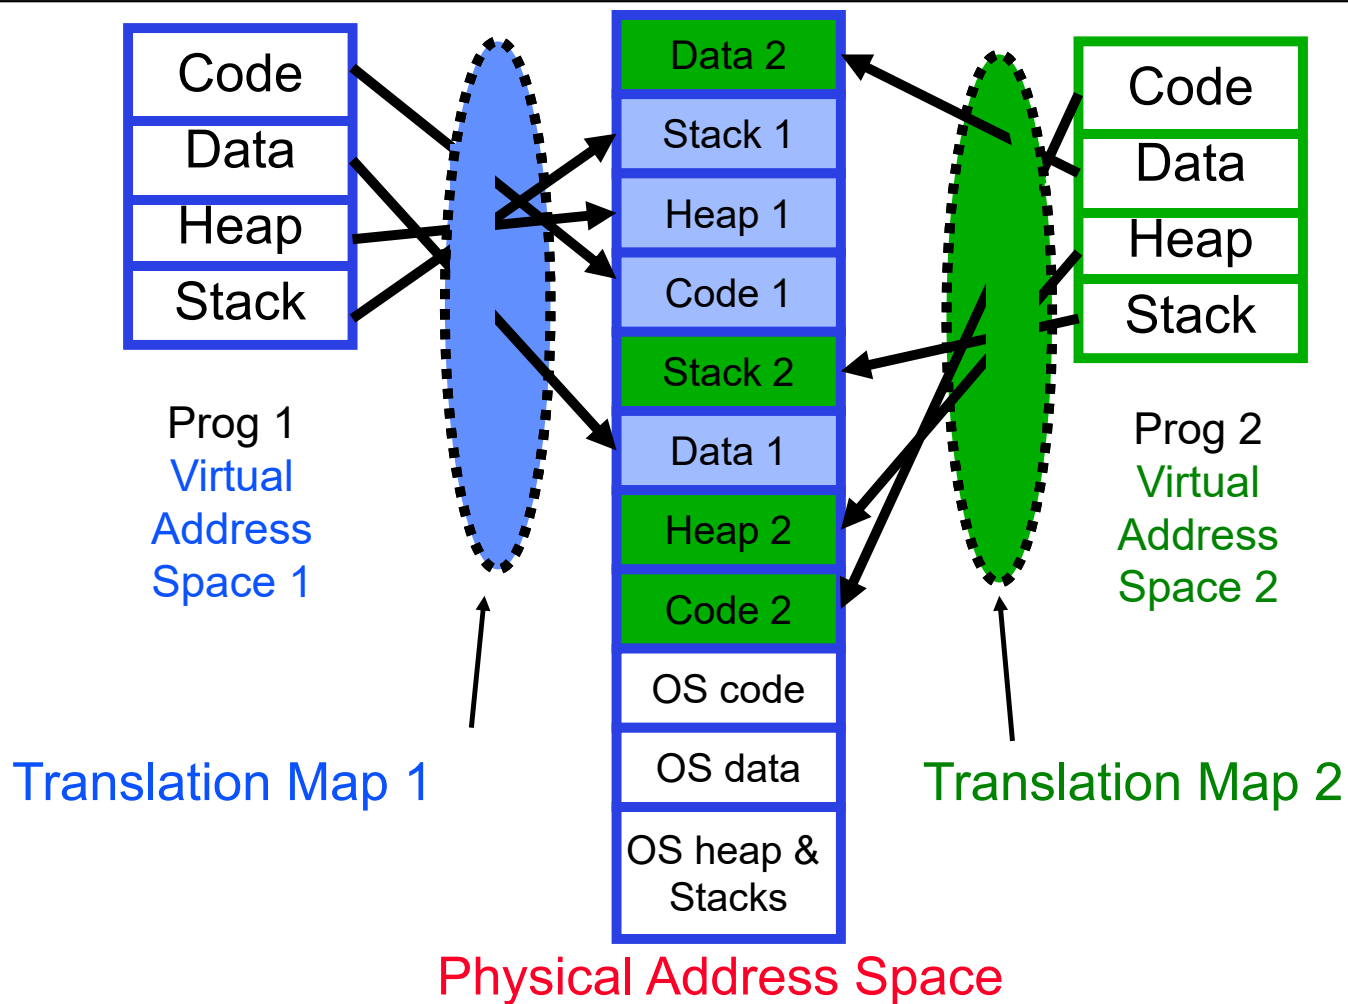 Code
Data
Heap
Stack
Prog 1
Virtual
Address
Space 1
Translation Map 1
Data 2
Stack 1
Heap 1
Code 1
Stack 2
Data 1
Heap 2
Code 2
OS code
OS data
OS heap &
Stacks
Physical Address Space
Code
Data
Heap
Stack
Prog 2
Virtual
Address
Space 2
Translation Map 2